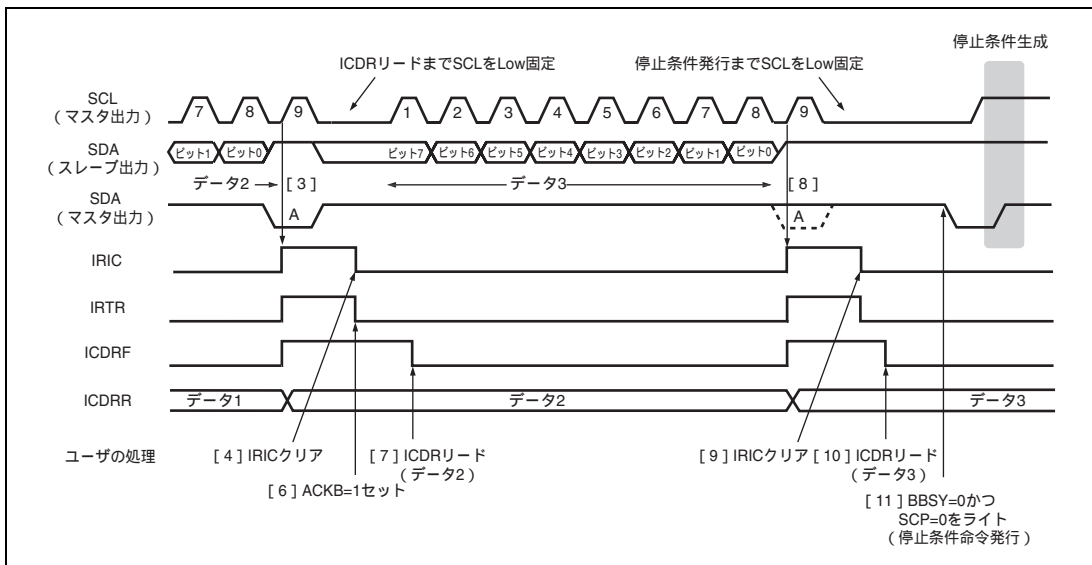 停止条件生成
ICDRリードまでSCLをLow固定
停止条件発行までSCLをLow固定
SCL
（マスタ出力）
7 8 9 1 2 3 4 5 6 7 8 9
SDA
（スレーブ出力）
ビット1 ビット0 ビット7 ビット6 ビット5 ビット4 ビット3 ビット2 ビット1 ビット0
データ2 [ 3 ] データ3 [ 8 ]
SDA
（マスタ出力）
A A
IRIC
IRTR
ICDRF
ICDRR
データ1 データ2 データ3
ユーザの処理
[ 4 ] IRICクリア
[ 7 ] ICDRリード
（データ2）
[ 6 ] ACKB=1セット
[ 9 ] IRICクリア
[ 10 ] ICDRリード
（データ3）
[ 11 ] BBSY=0かつ
SCP=0をライト
（停止条件命令発行）